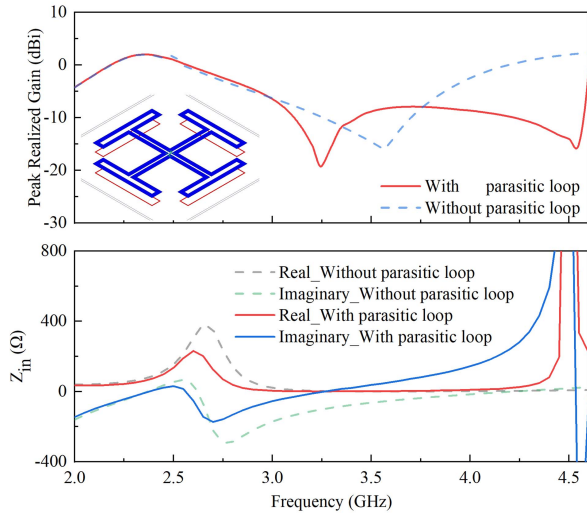 10
0
-10
-20
-30
Peak Realized Gain (dBi)
With parasitic loop
Without parasitic loop
800
400
0
-400
Z_in (Ω)
Real_Without parasitic loop
Imaginary_Without parasitic loop
Real_With parasitic loop
Imaginary_With parasitic loop
2.0 2.5 3.0 3.5 4.0 4.5
Frequency (GHz)